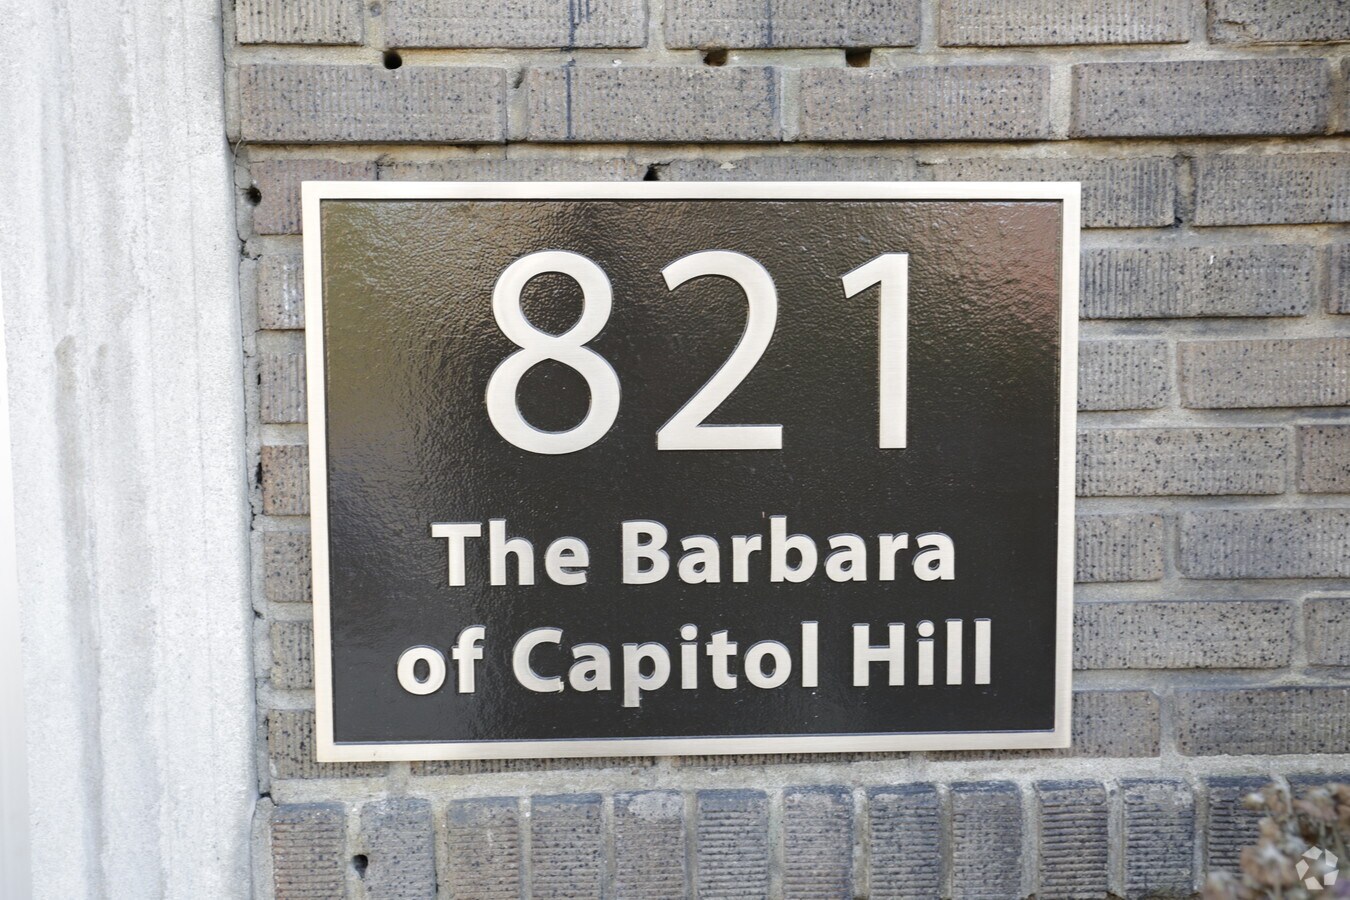 821
The Barbara
of Capitol Hill